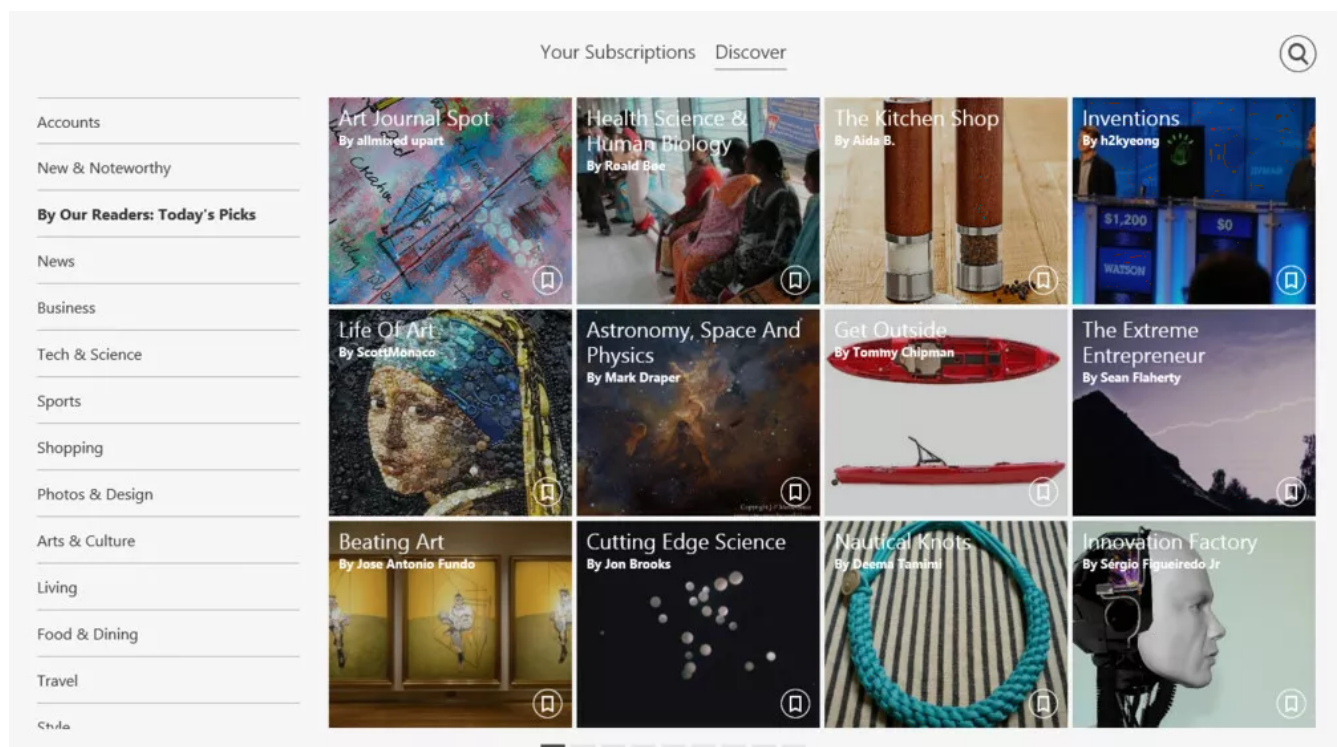 Your Subscriptions Discover
Accounts
New & Noteworthy
By Our Readers: Today's Picks
News
Business
Tech & Science
Sports
Shopping
Photos & Design
Arts & Culture
Living
Food & Dining
Travel
Style
Art Journal Spot
By allmixed upart
Creative
Health Science &
Human Biology
By Roald Bøe
The Kitchen Shop
By Aida B.
Inventions
By h2kyeong
$1,200
$0
WATSON
Life Of Art
By ScottMonaco
Astronomy, Space And
Physics
By Mark Draper
Get Outside
By Tommy Chipman
The Extreme
Entrepreneur
By Sean Flaherty
Beating Art
By Jose Antonio Fundo
Cutting Edge Science
By Jon Brooks
Nautical Knots
By Deema Tamimi
Innovation Factory
By Sérgio Figueiredo Jr